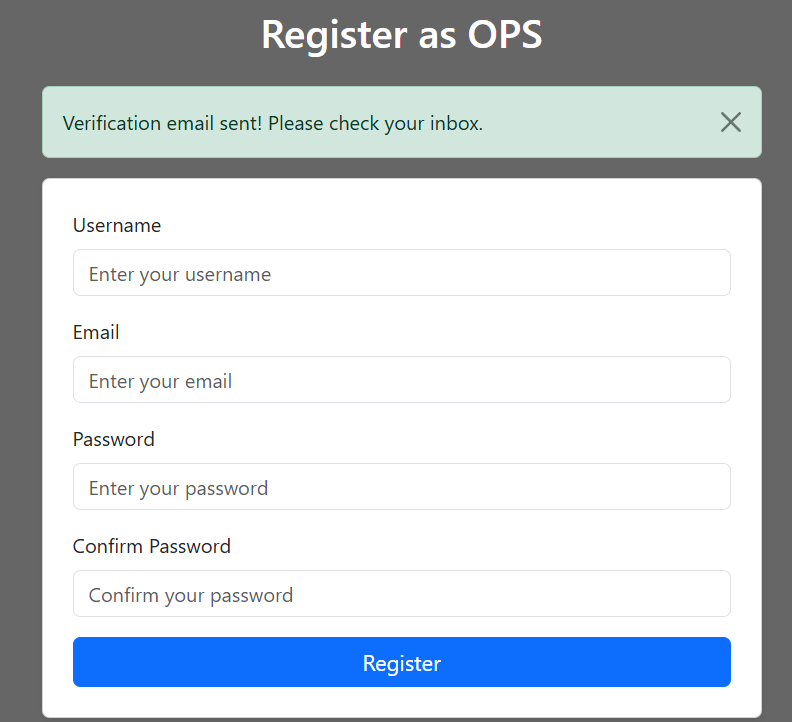 Register as OPS
Verification email sent! Please check your inbox.
Username
Enter your username
Email
Enter your email
Password
Enter your password
Confirm Password
Confirm your password
Register